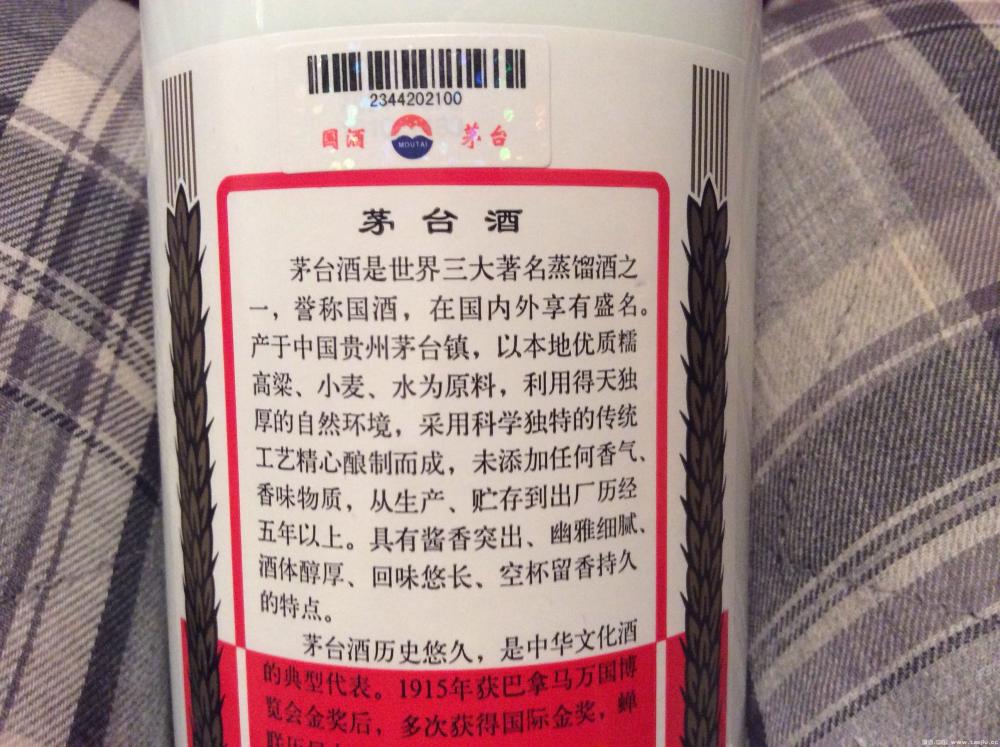 2344202100
国酒 MOUTAI 茅台
茅台酒
茅台酒是世界三大著名蒸馏酒之
一，誉称国酒，在国内外享有盛名。
产于中国贵州茅台镇，以本地优质糯
高粱、小麦、水为原料，利用得天独
厚的自然环境，采用科学独特的传统
工艺精心酿制而成，未添加任何香气、
香味物质，从生产、贮存到出厂历经
五年以上。具有酱香突出、幽雅细腻、
酒体醇厚、回味悠长、空杯留香持久
的特点。
茅台酒历史悠久，是中华文化酒
的典型代表。1915年获巴拿马万国博
览会金奖后，多次获得国际金奖，蝉